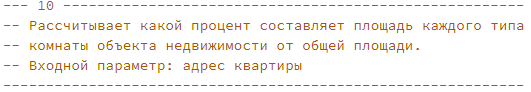 --- 10 ------------------------------------------------------
-- Рассчитывает какой процент составляет площадь каждого типа
-- комнаты объекта недвижимости от общей площади.
-- Входной параметр: адрес квартиры
-------------------------------------------------------------